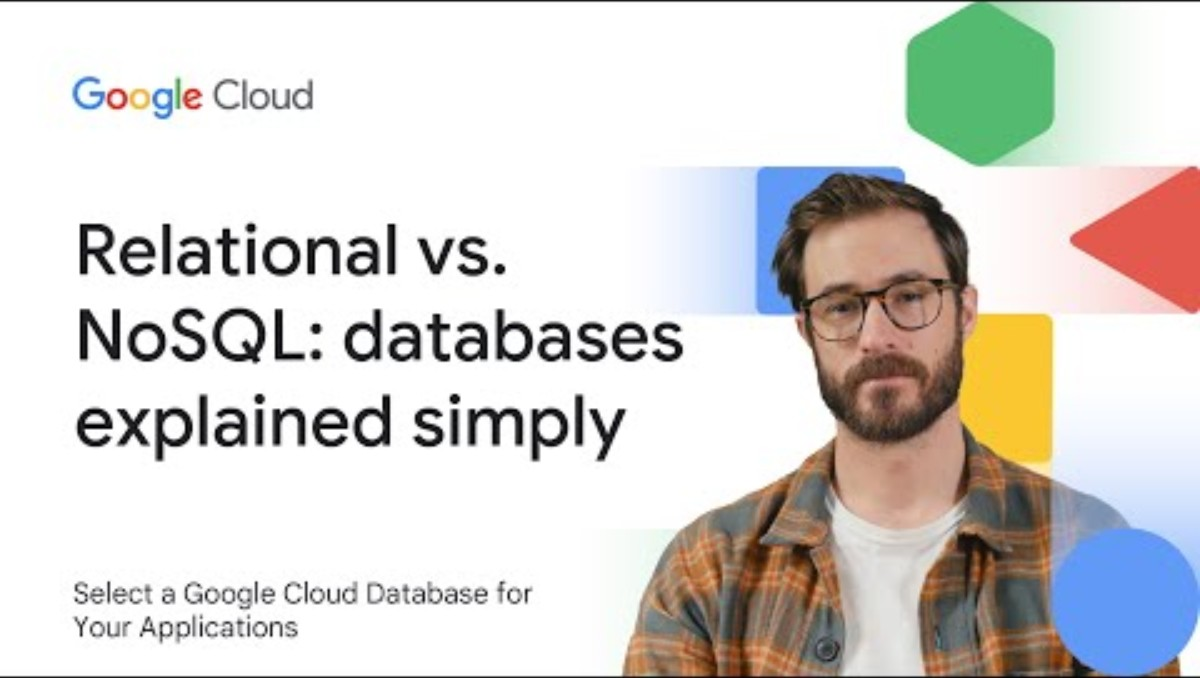 Google Cloud
Relational vs.
NoSQL: databases
explained simply
Select a Google Cloud Database for
Your Applications